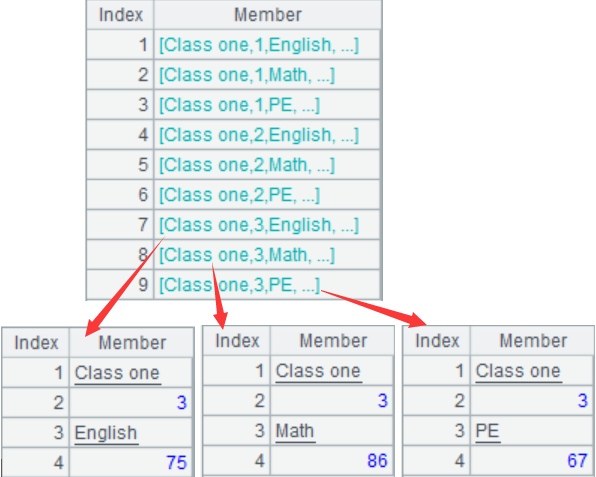 Index Member
1 [Class one,1,English, ...]
2 [Class one,1,Math, ...]
3 [Class one,1,PE, ...]
4 [Class one,2,English, ...]
5 [Class one,2,Math, ...]
6 [Class one,2,PE, ...]
7 [Class one,3,English, ...]
8 [Class one,3,Math, ...]
9 [Class one,3,PE, ...]
Index Member
1 Class one
2 3
3 English
4 75
Index Member
1 Class one
2 3
3 Math
4 86
Index Member
1 Class one
2 3
3 PE
4 67